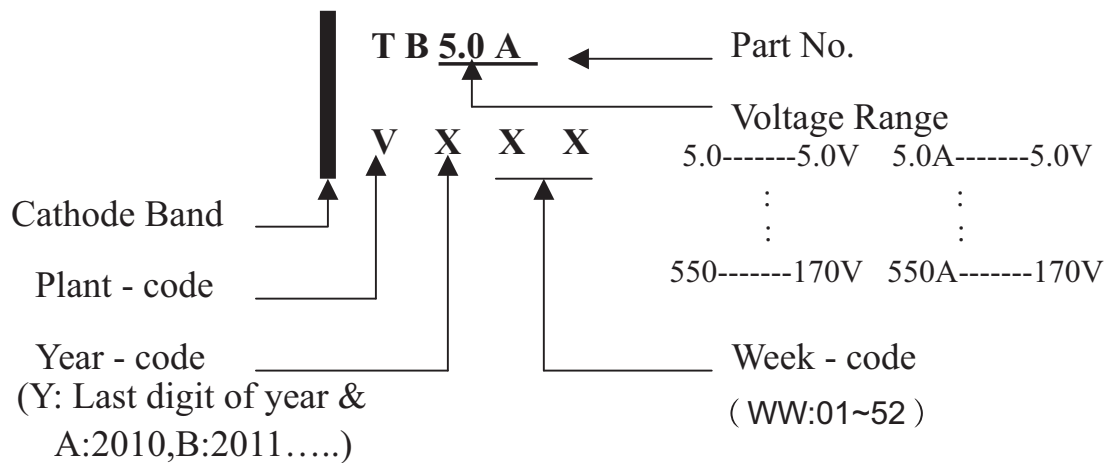 T B 5.0 A
Part No.
Voltage Range
V X X X
5.0-------5.0V 5.0A-------5.0V
: :
: :
550-------170V 550A-------170V
Cathode Band
Plant - code
Year - code
(Y: Last digit of year &
A:2010,B:2011…..)
Week - code
（WW:01~52）